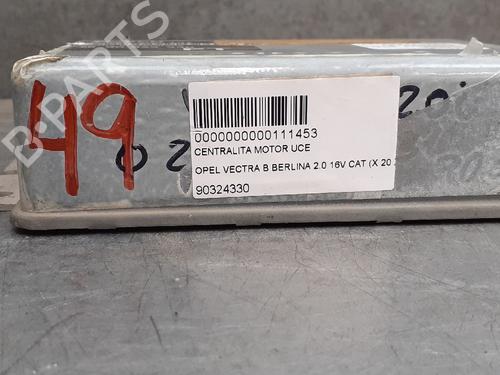 49
0000000000111453
CENTRALITA MOTOR UCE
OPEL VECTRA B BERLINA 2.0 16V CAT (X 20
90324330
B-PARTS